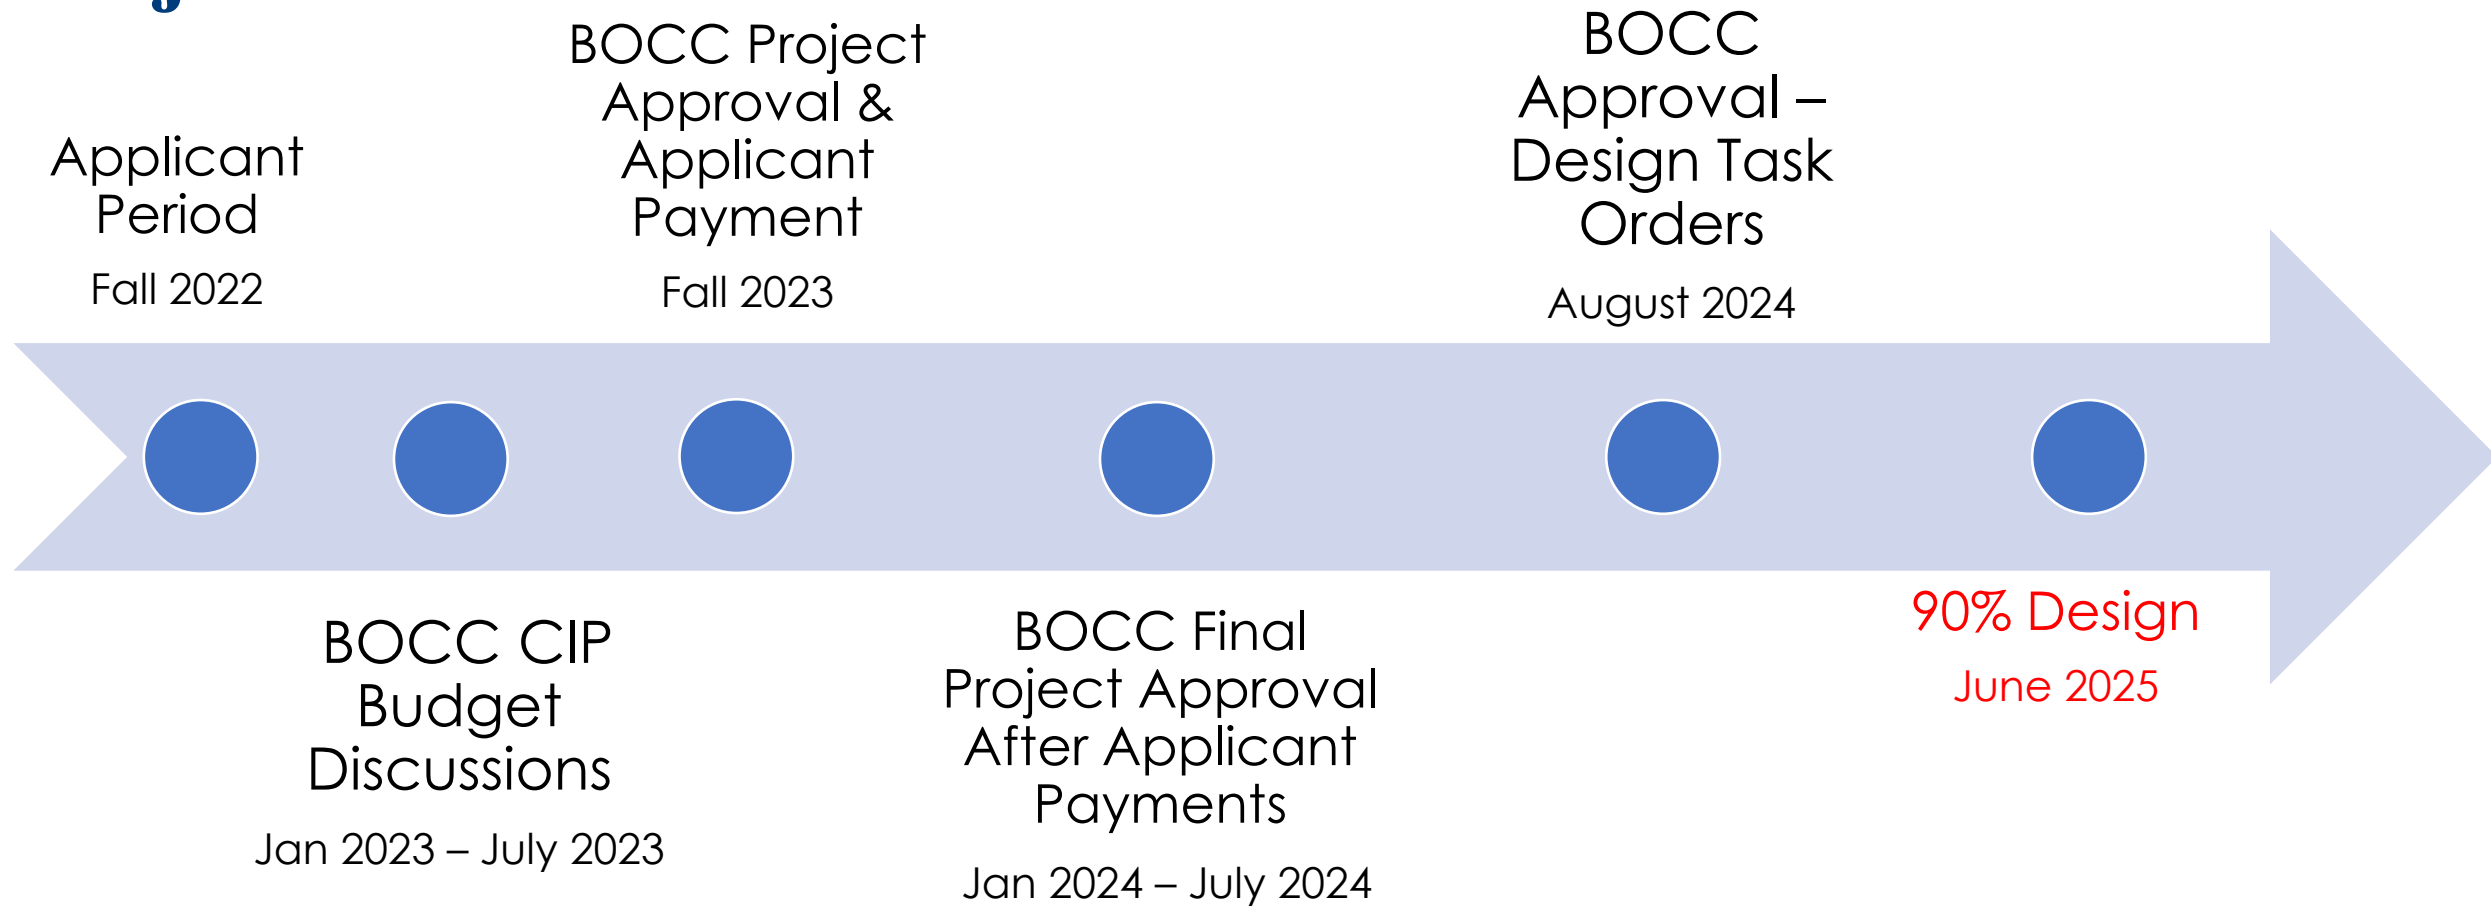 Applicant
Period
Fall 2022
BOCC CIP
Budget
Discussions
Jan 2023 – July 2023
BOCC Project
Approval &
Applicant
Payment
Fall 2023
BOCC Final
Project Approval
After Applicant
Payments
Jan 2024 – July 2024
BOCC
Approval –
Design Task
Orders
August 2024
90% Design
June 2025